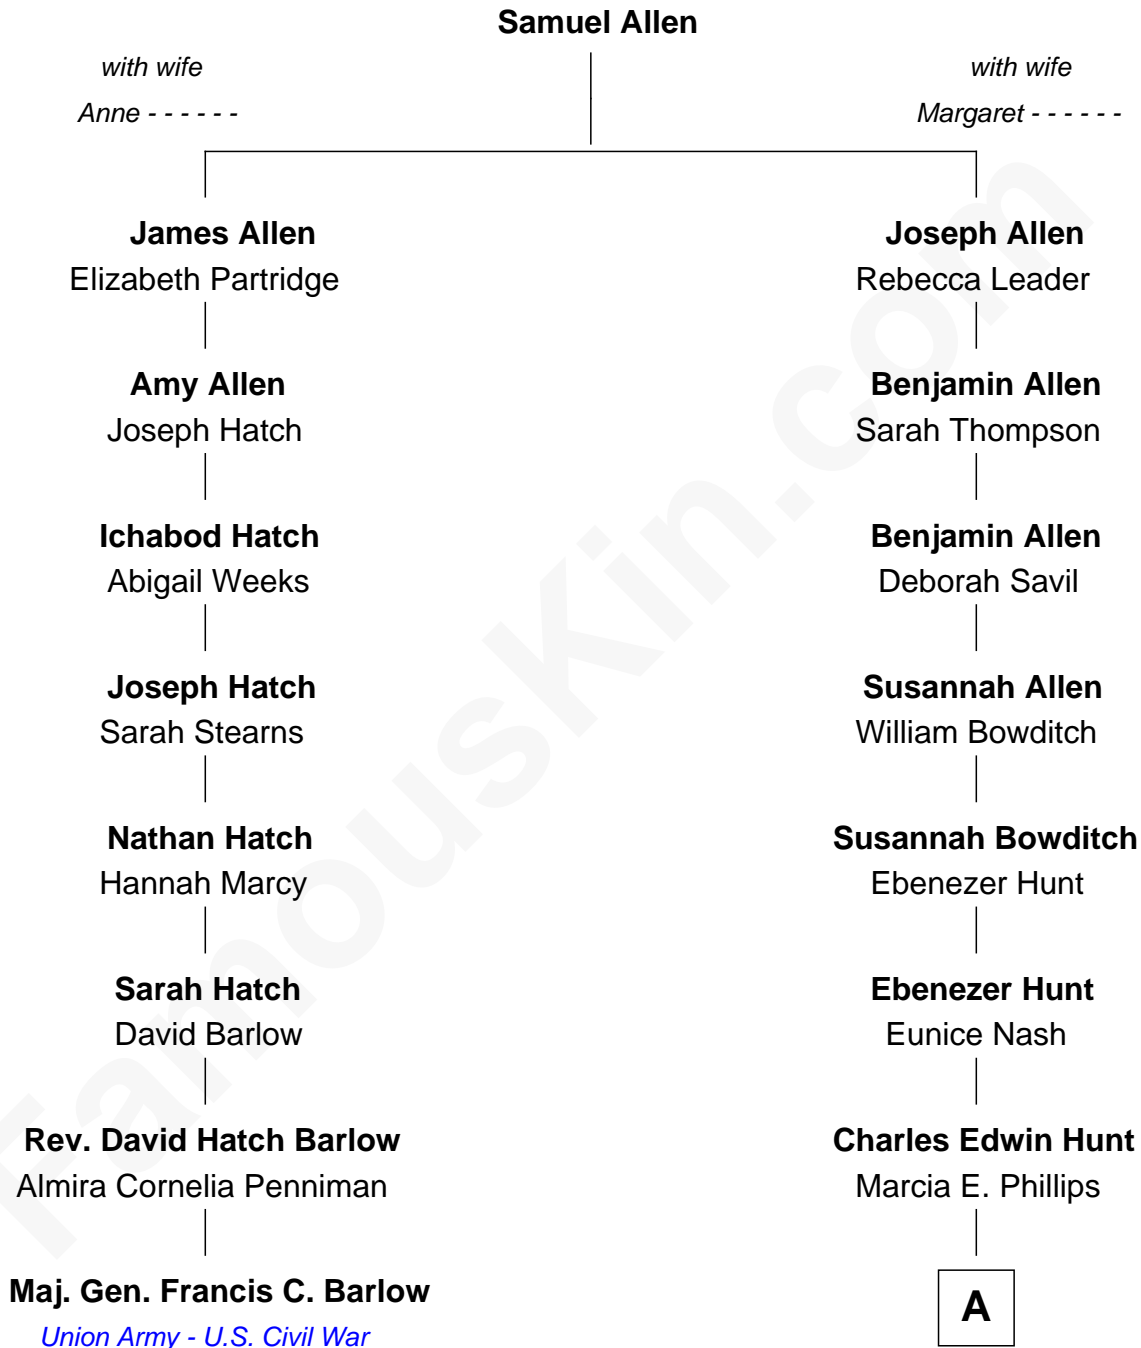 Samuel Allen
with wife
Anne - - - - - -
with wife
Margaret - - - - - -
James Allen
Elizabeth Partridge
Joseph Allen
Rebecca Leader
Amy Allen
Joseph Hatch
Benjamin Allen
Sarah Thompson
Ichabod Hatch
Abigail Weeks
Benjamin Allen
Deborah Savil
Joseph Hatch
Sarah Stearns
Susannah Allen
William Bowditch
Nathan Hatch
Hannah Marcy
Susannah Bowditch
Ebenezer Hunt
Sarah Hatch
David Barlow
Ebenezer Hunt
Eunice Nash
Rev. David Hatch Barlow
Almira Cornelia Penniman
Charles Edwin Hunt
Marcia E. Phillips
Maj. Gen. Francis C. Barlow
Union Army - U.S. Civil War
A
FamousKin.com